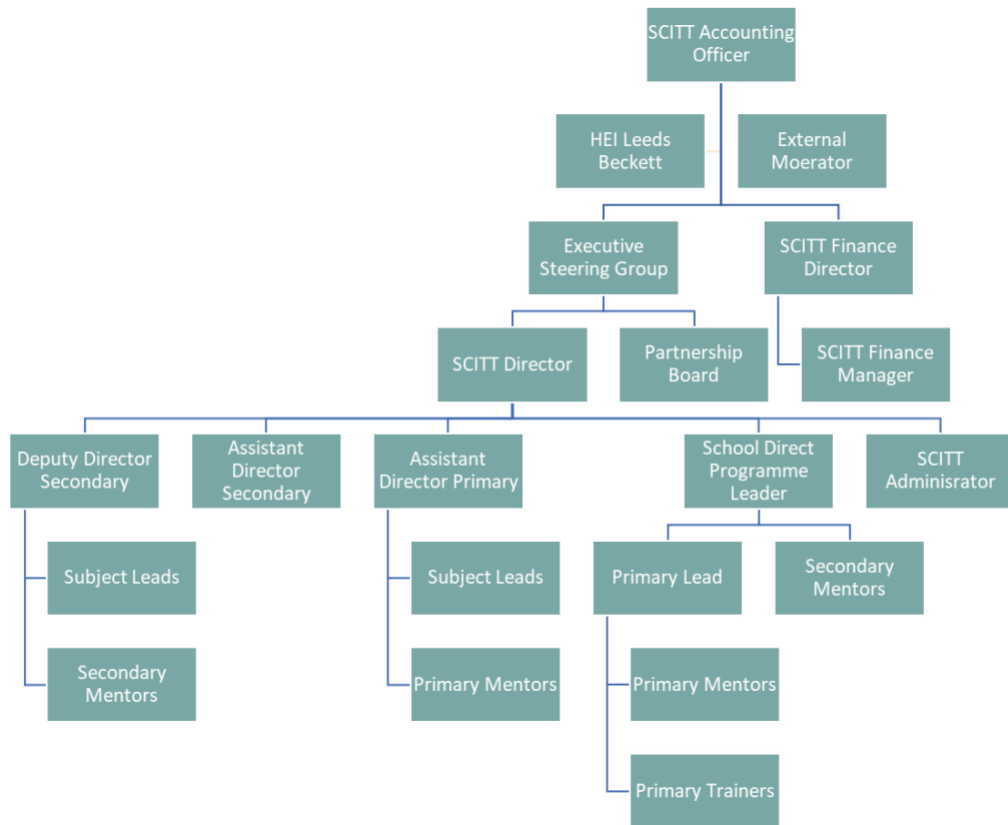 SCITT Accounting
Officer
HEI Leeds
Beckett
External
Moerator
Executive
Steering Group
SCITT Finance
Director
SCITT Director
Partnership
Board
SCITT Finance
Manager
Deputy Director
Secondary
Assistant
Director
Secondary
Assistant
Director Primary
School Direct
Programme
Leader
SCITT
Adminisrator
Subject Leads
Subject Leads
Primary Lead
Secondary
Mentors
Secondary
Mentors
Primary Mentors
Primary Mentors
Primary Trainers